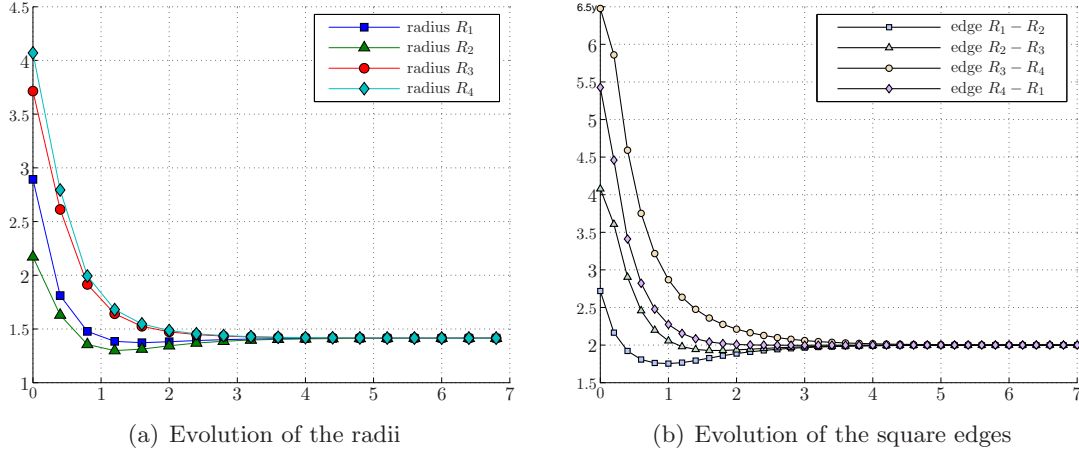 4.5
4
3.5
3
2.5
2
1.5
1
0 1 2 3 4 5 6 7
radius R1
radius R2
radius R3
radius R4
(a) Evolution of the radii
6.5y
6
5.5
5
4.5
4
3.5
3
2.5
2
1.5
0 1 2 3 4 5 6 7
edge R1 − R2
edge R2 − R3
edge R3 − R4
edge R4 − R1
(b) Evolution of the square edges